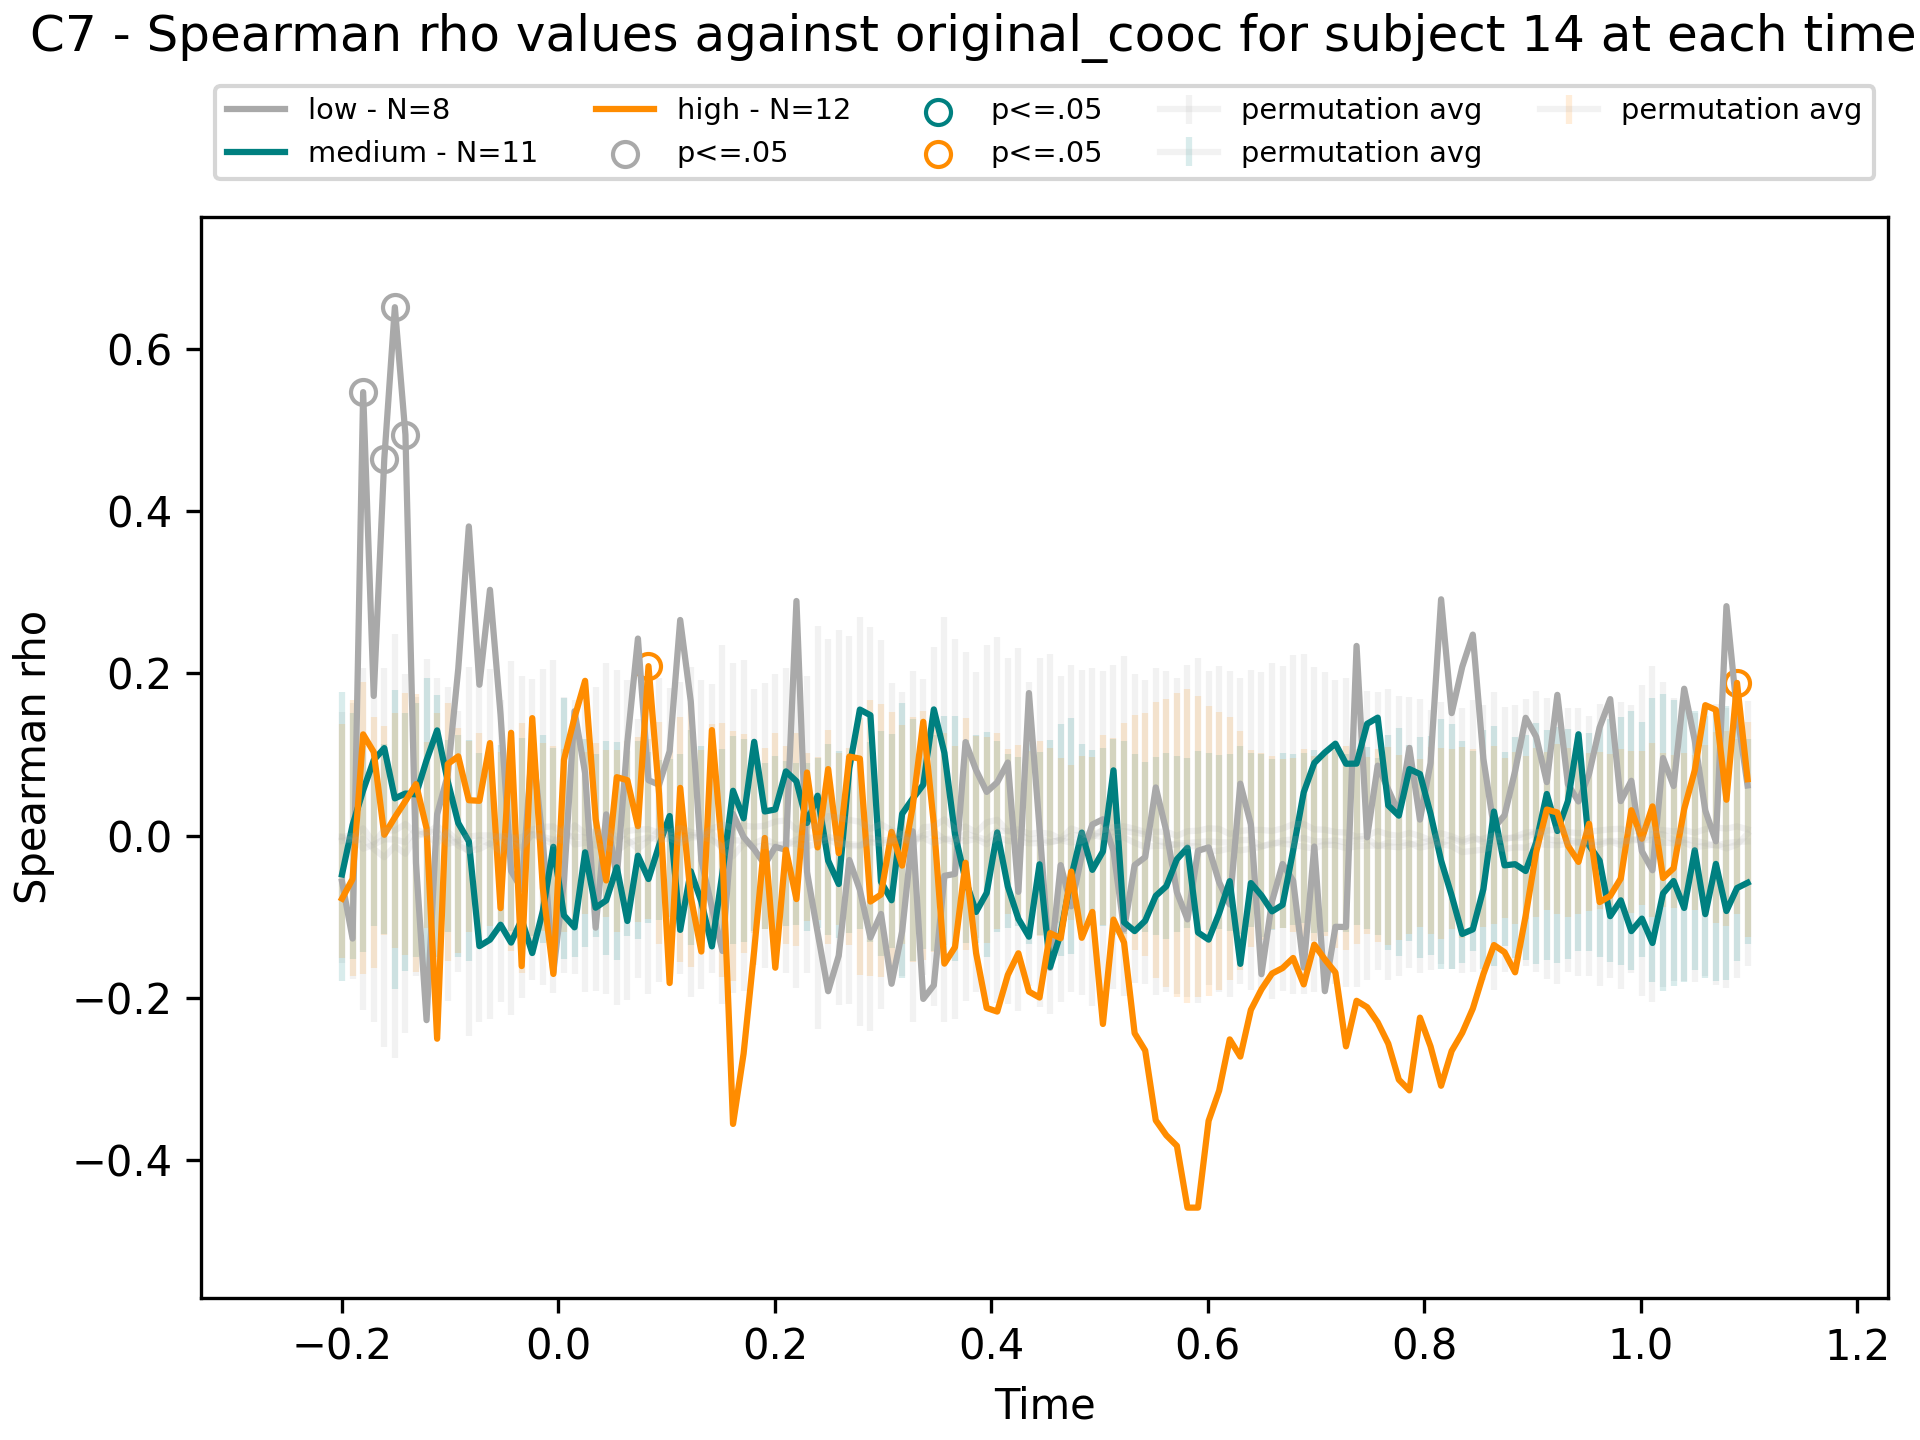 C7 - Spearman rho values against original_cooc for subject 14 at each time
low - N=8
medium - N=11
high - N=12
p<=.05
p<=.05
p<=.05
permutation avg
permutation avg
permutation avg
Spearman rho
0.6
0.4
0.2
0.0
−0.2
−0.4
−0.2
0.0
0.2
0.4
0.6
0.8
1.0
1.2
Time